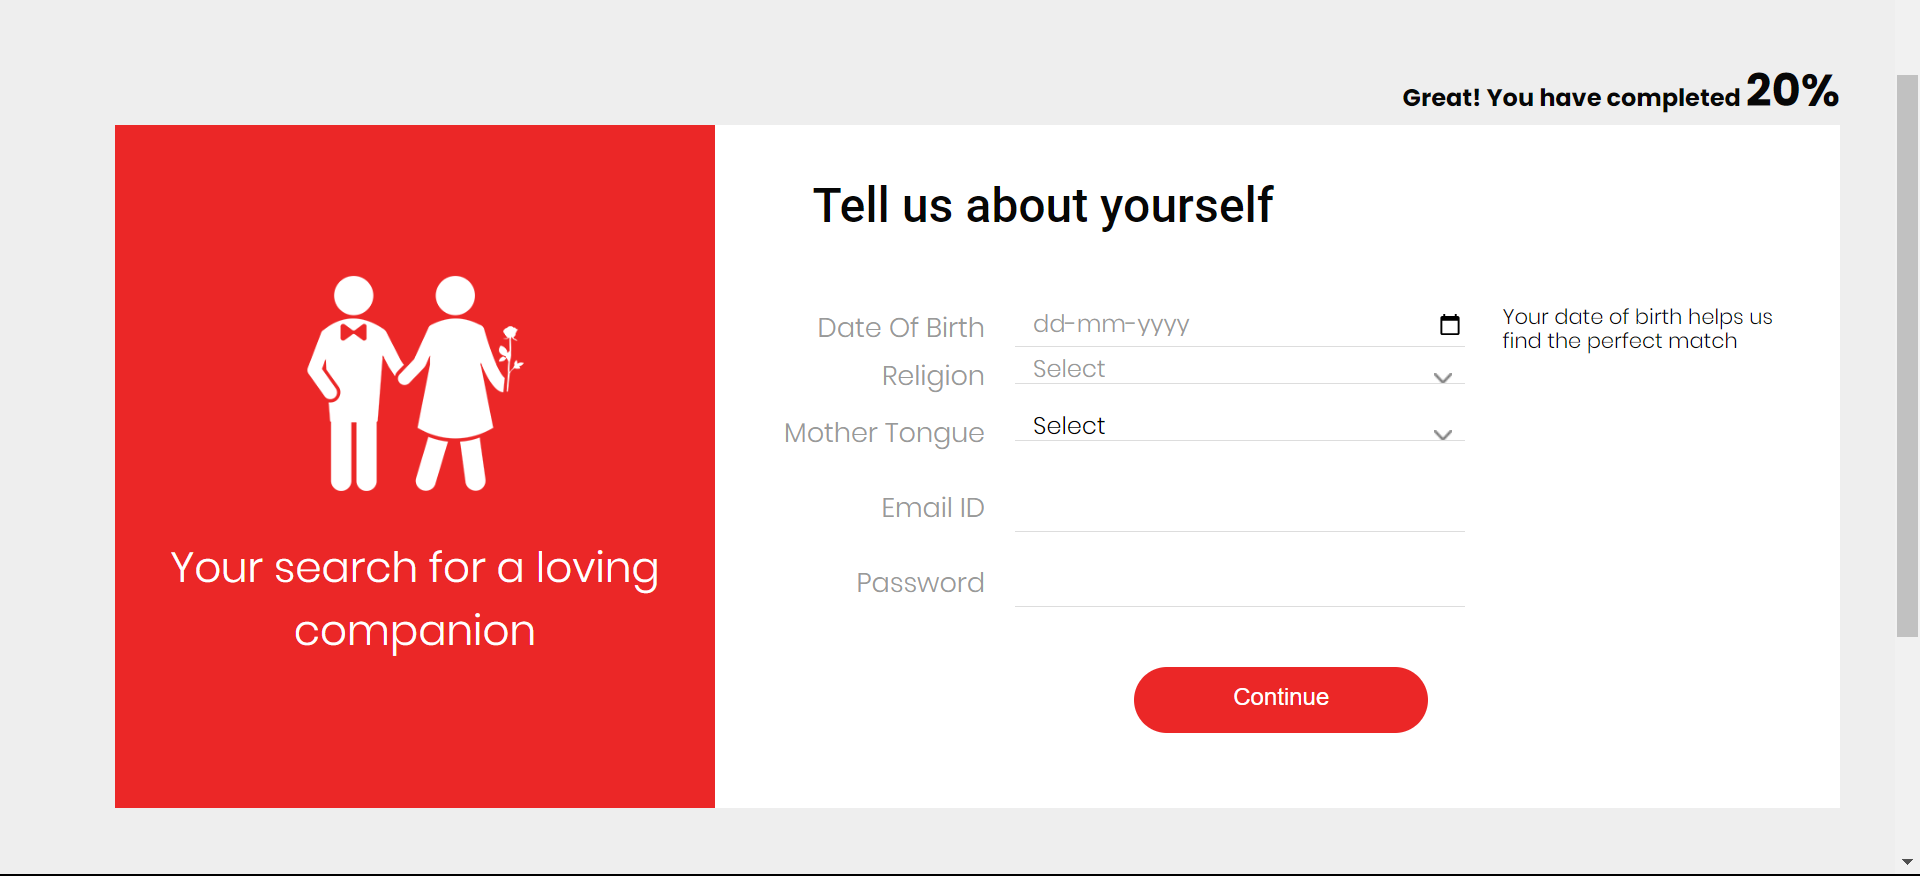 Great! You have completed 20%
Your search for a loving
companion
Tell us about yourself
Date Of Birth dd-mm-yyyy
Your date of birth helps us
find the perfect match
Religion Select
Mother Tongue Select
Email ID
Password
Continue